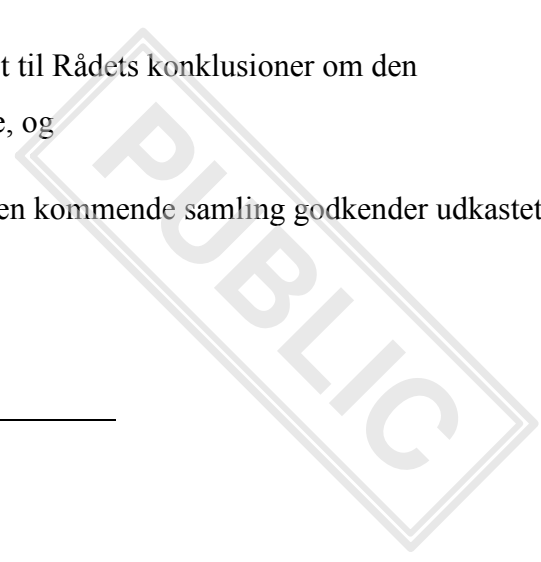 t til Rådets konklusioner om den
e, og
en kommende samling godkender udkastet
PUBLIC